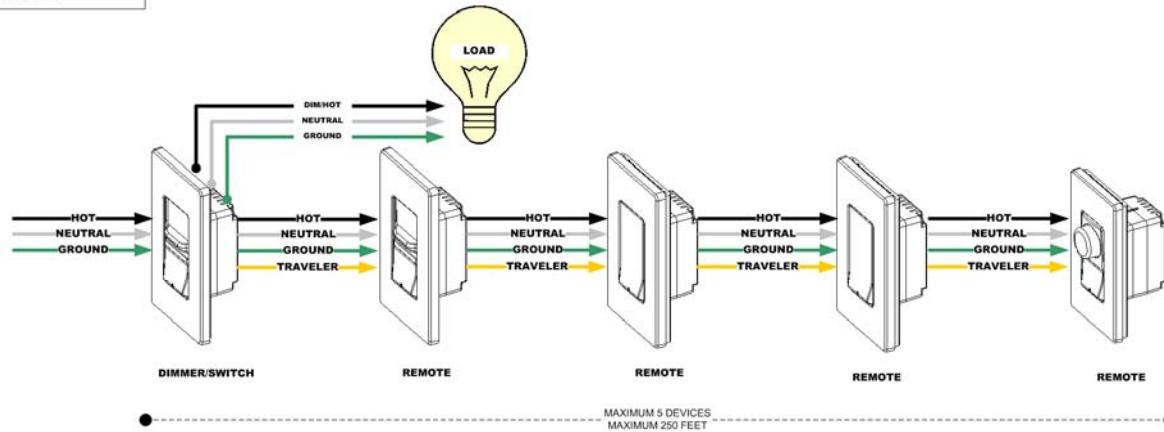 LOAD
DIM/HOT
NEUTRAL
GROUND
HOT HOT HOT HOT HOT
NEUTRAL NEUTRAL NEUTRAL NEUTRAL NEUTRAL
GROUND GROUND GROUND GROUND GROUND
TRAVELER TRAVELER TRAVELER TRAVELER
DIMMER/SWITCH REMOTE REMOTE REMOTE REMOTE
MAXIMUM 5 DEVICES
MAXIMUM 250 FEET